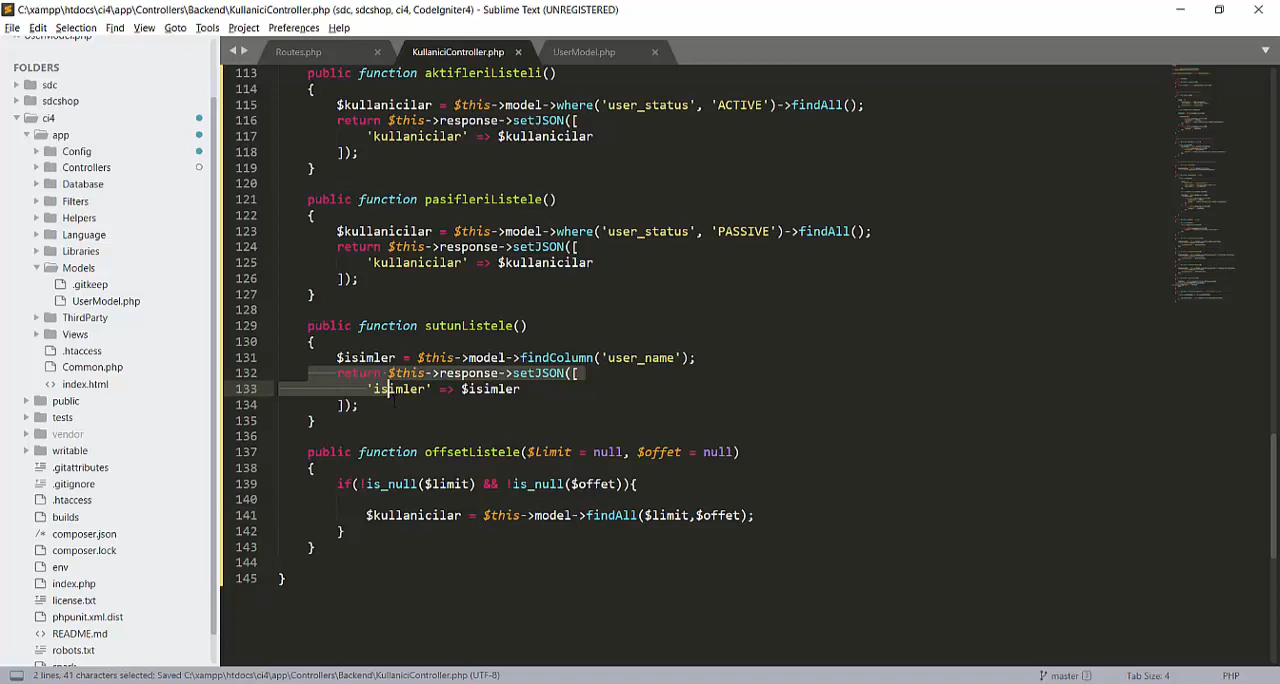 C:\xampp\htdocs\ci4\app\Controllers\Backend\KullaniciController.php (sdc, sdcshop, ci4, CodeIgniter4) - Sublime Text (UNREGISTERED)
File Edit Selection Find View Goto Tools Project Preferences Help
UserModel.php
FOLDERS
sdc
sdcshop
ci4
app
Config
Controllers
Database
Filters
Helpers
Language
Libraries
Models
.gitkeep
UserModel.php
ThirdParty
Views
.htaccess
Common.php
index.html
public
tests
vendor
writable
.gitattributes
.gitignore
.htaccess
builds
composer.json
composer.lock
env
index.php
license.txt
phpunit.xml.dist
README.md
robots.txt
Routes.php
KullaniciController.php
UserModel.php
113 public function aktifleriListeli()
114 {
115 $kullanicilar = $this->model->where('user_status', 'ACTIVE')->findAll();
116 return $this->response->setJSON([
117 'kullanicilar' => $kullanicilar
118 ]);
119 }
120
121 public function pasifleriListele()
122 {
123 $kullanicilar = $this->model->where('user_status', 'PASSIVE')->findAll();
124 return $this->response->setJSON([
125 'kullanicilar' => $kullanicilar
126 ]);
127 }
128
129 public function sutunListele()
130 {
131 $isimler = $this->model->findColumn('user_name');
132 return $this->response->setJSON([
133 'isimler' => $isimler
134 ]);
135 }
136
137 public function offsetListele($limit = null, $offet = null)
138 {
139 if(!is_null($limit) && !is_null($offet)){
140
141 $kullanicilar = $this->model->findAll($limit,$offet);
142 }
143 }
144
145 }
2 lines, 41 characters selected; Saved C:\xampp\htdocs\ci4\app\Controllers\Backend\KullaniciController.php (UTF-8)
master 2
Tab Size: 4
PHP